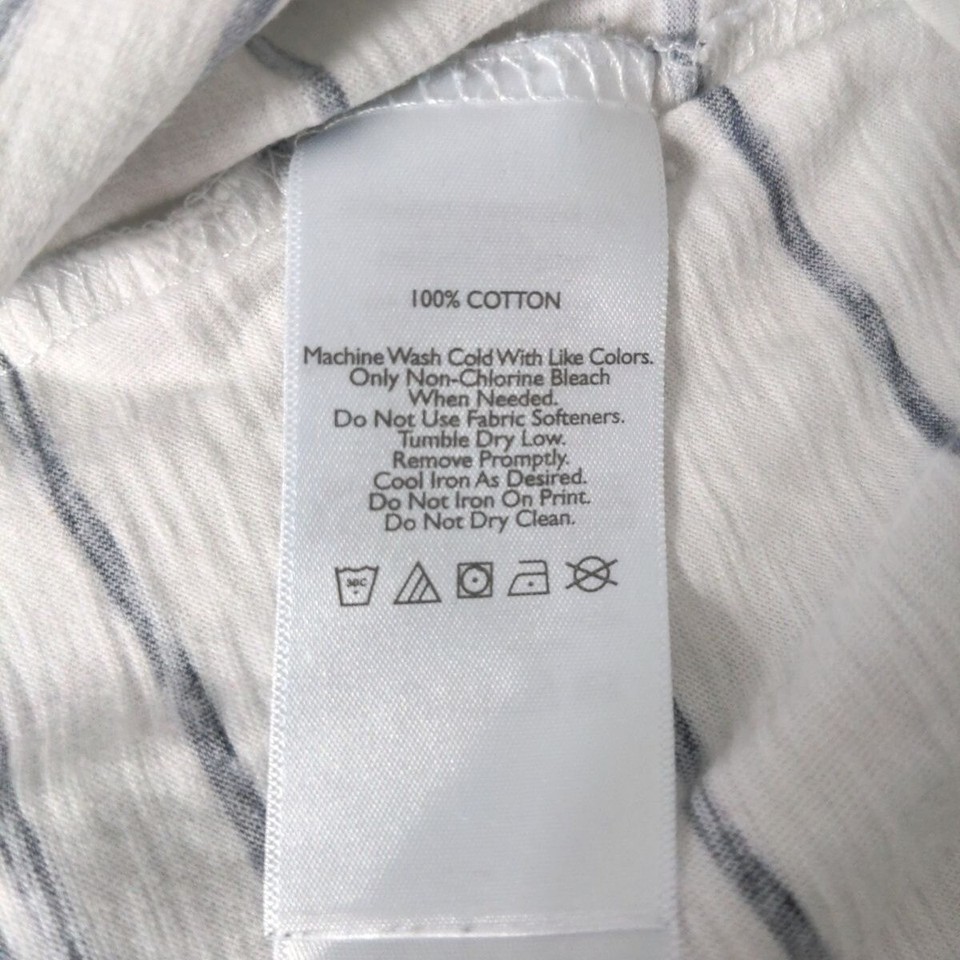 100% COTTON
Machine Wash Cold With Like Colors.
Only Non-Chlorine Bleach
When Needed.
Do Not Use Fabric Softeners.
Tumble Dry Low.
Remove Promptly.
Cool Iron As Desired.
Do Not Iron On Print.
Do Not Dry Clean.